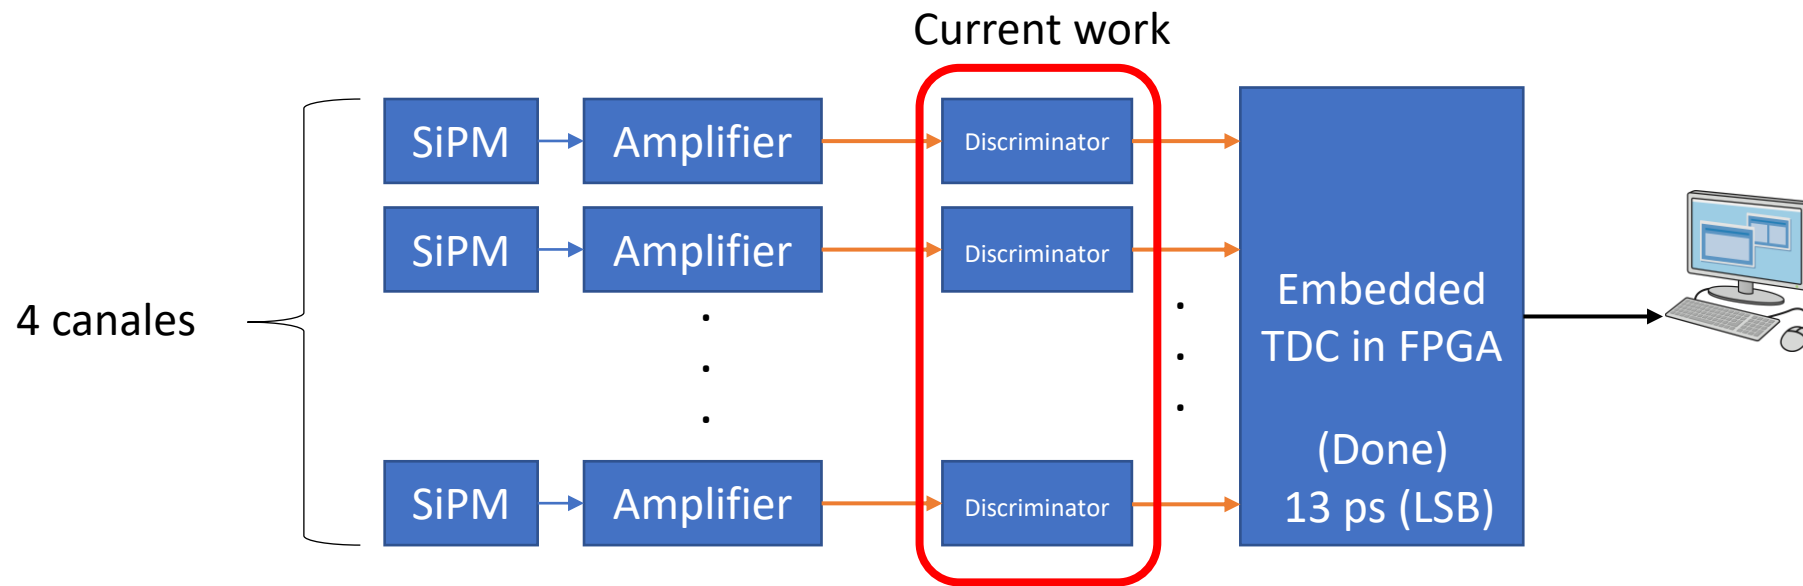 Current work
SiPM
Amplifier
Discriminator
SiPM
Amplifier
Discriminator
4 canales
Embedded
TDC in FPGA
(Done)
13 ps (LSB)
SiPM
Amplifier
Discriminator